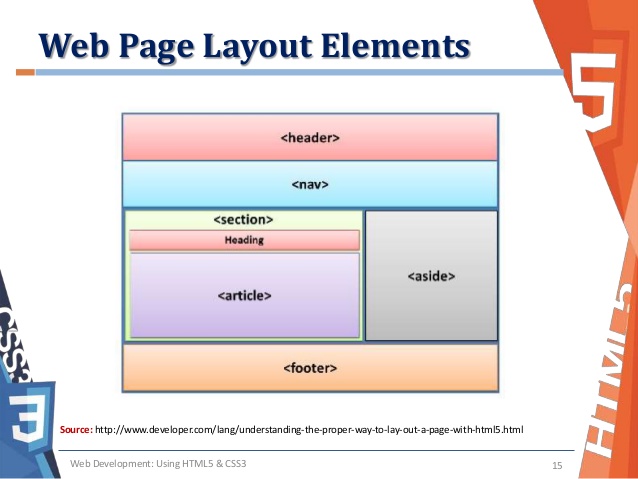 Web Page Layout Elements
<header>
<nav>
<section>
Heading
<article>
<aside>
<footer>
Source: http://www.developer.com/lang/understanding-the-proper-way-to-lay-out-a-page-with-html5.html
Web Development: Using HTML5 & CSS3
15
5
HTML5
CSS3
3